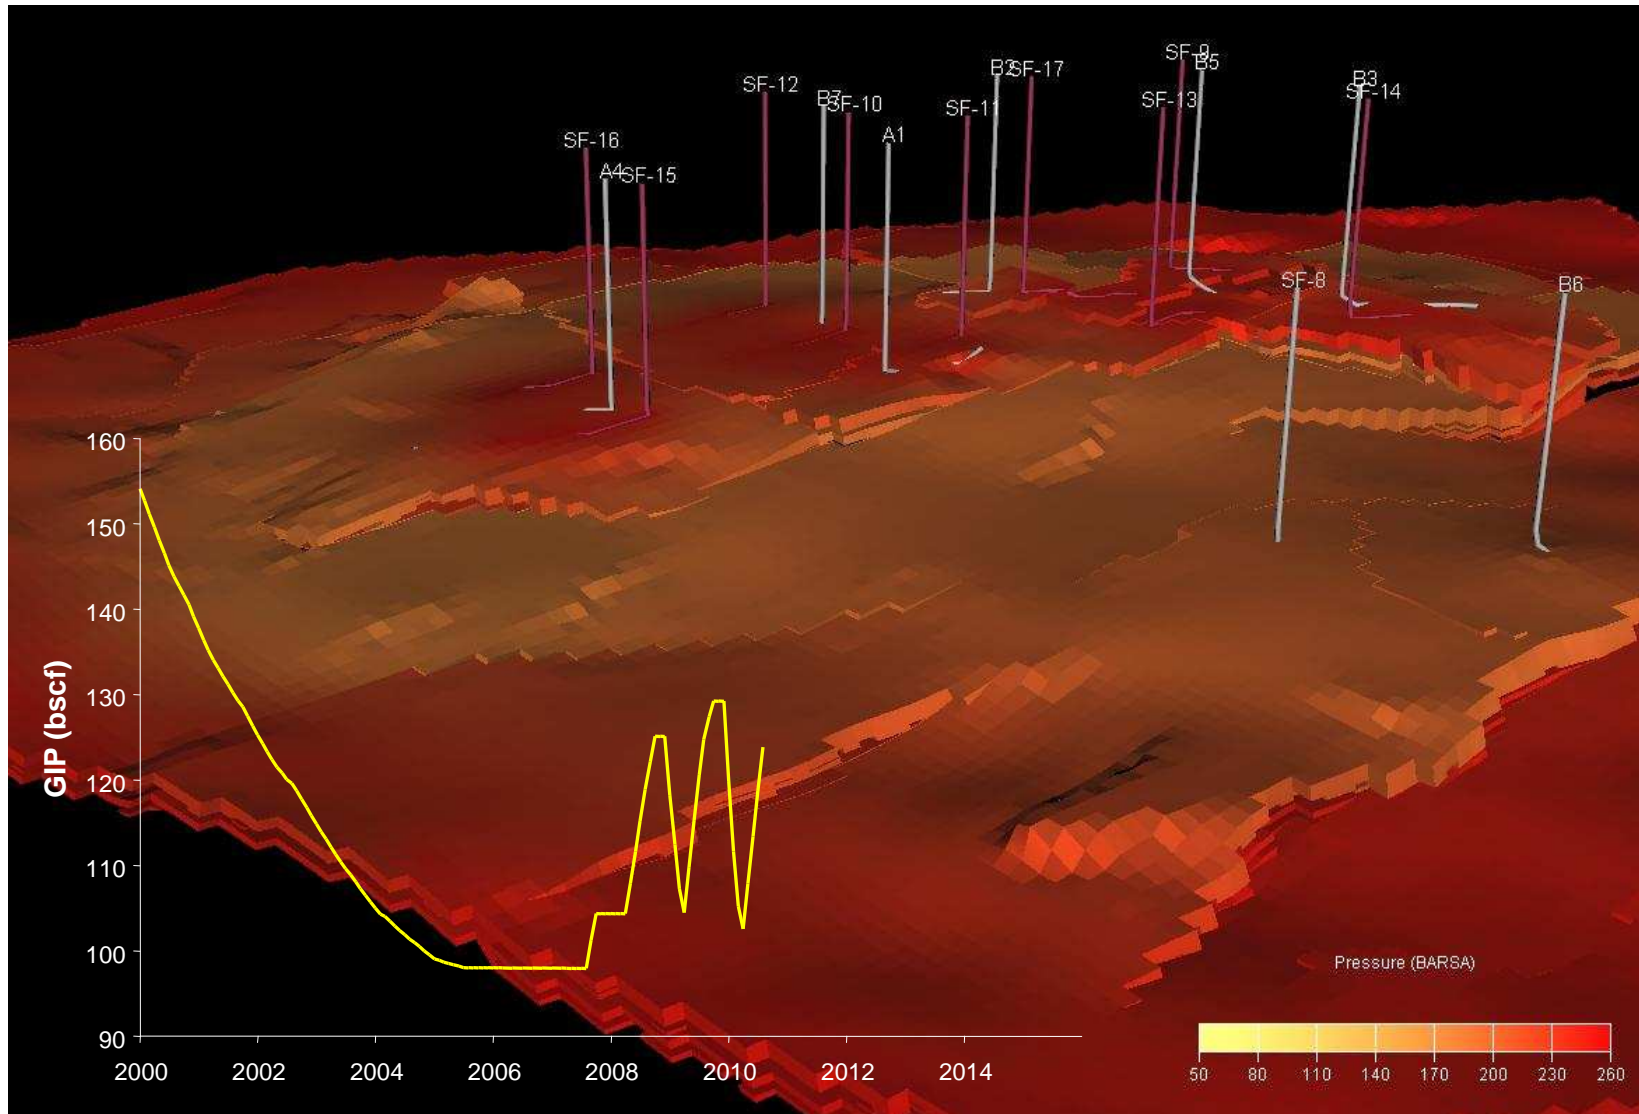 SF-9
B5
B2
SF-17
B3
SF-14
SF-12
B7
SF-10
SF-11
SF-13
A1
SF-16
A4
SF-15
SF-8
B6
160
150
140
130
120
110
100
90
GIP (bscf)
2000 2002 2004 2006 2008 2010 2012 2014
Pressure (BARSA)
50 80 110 140 170 200 230 260